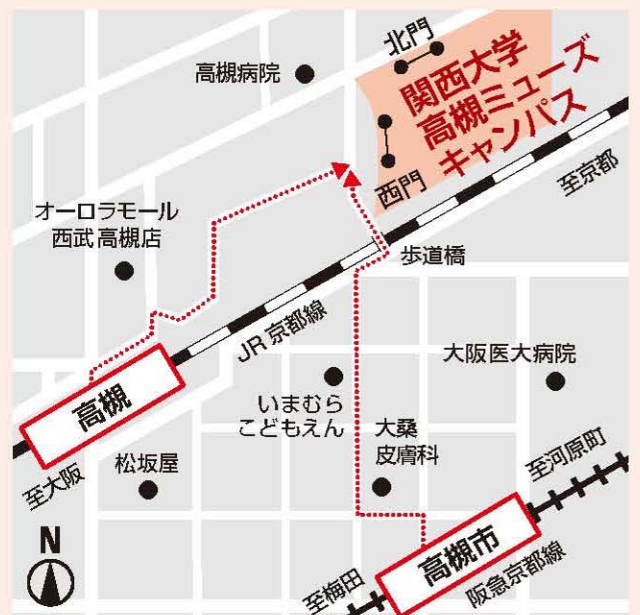 北門
高槻病院
関西大学
高槻ミューズ
キャンパス
西門
至京都
オーロラモール
西武高槻店
歩道橋
JR京都線
大阪医大病院
高槻
いまむら
こどもえん
大桑
皮膚科
至大阪
松坂屋
至河原町
N
高槻市
至梅田
阪急京都線